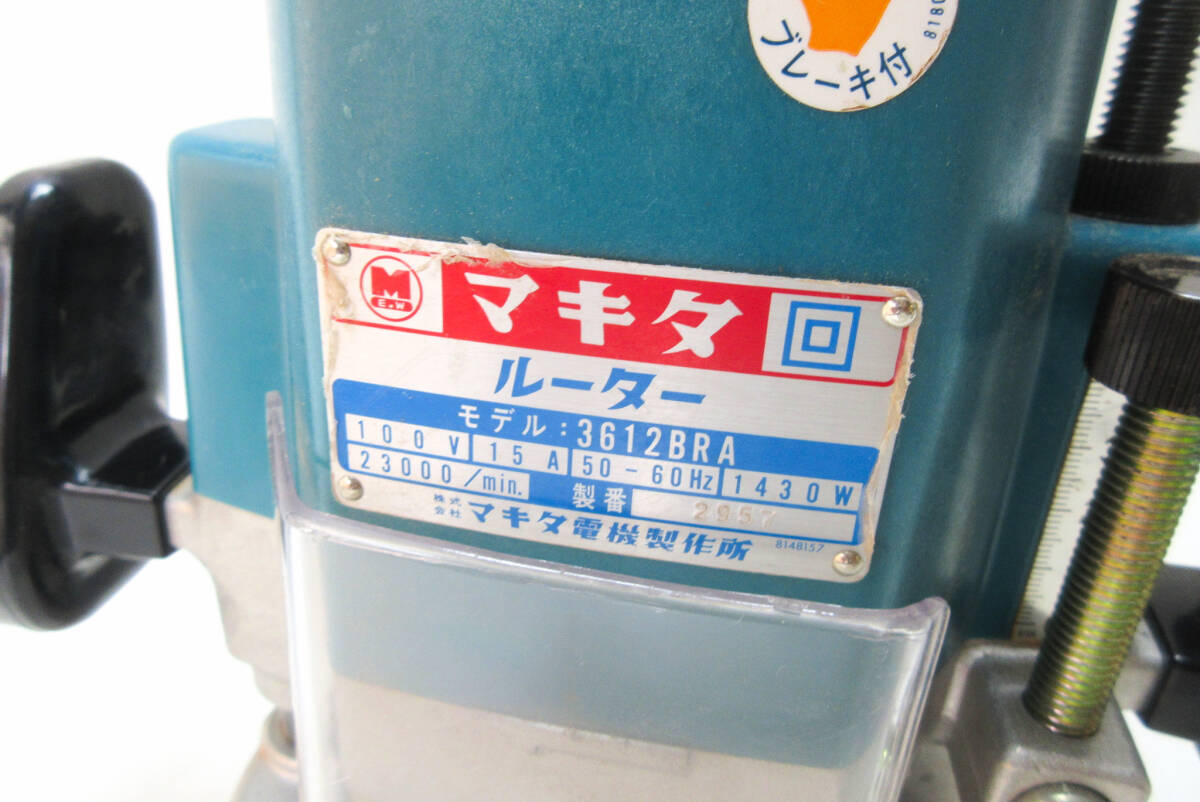 ブレーキ付
8180
M
E.W
マキタ
ルーター
モデル:3612BRA
100V 15A 50-60Hz 1430W
23000/min. 製番 2957
株式会社 マキタ電機製作所 8148157